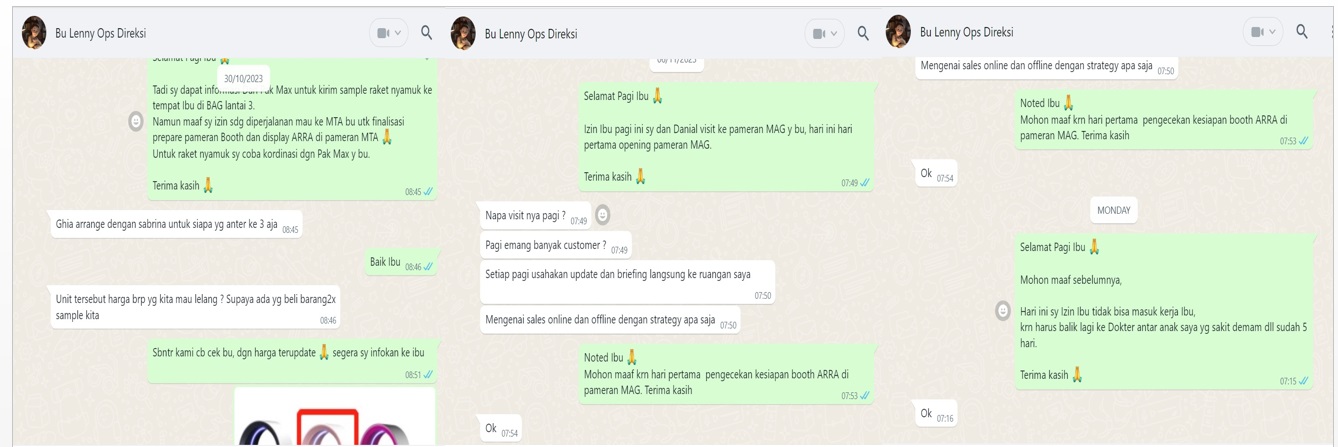 Bu Lenny Ops Direksi
Selamat Pagi Ibu 🙏
30/10/2023
Tadi sy dapat informasi Dari Pak Max untuk kirim sample raket nyamuk ke
tempat Ibu di BAG lantai 3.
Namun maaf sy izin sdg diperjalanan mau ke MTA bu utk finalisasi
prepare pameran Booth dan display ARRA di pameran MTA 🙏
Untuk raket nyamuk sy coba kordinasi dgn Pak Max y bu.
Terima kasih 🙏
08:45
Ghia arrange dengan sabrina untuk siapa yg anter ke 3 aja 08:45
Baik Ibu 08:46
Unit tersebut harga brp yg kita mau lelang ? Supaya ada yg beli barang2x
sample kita 08:46
Sbntr kami cb cek bu, dgn harga terupdate 🙏 segera sy infokan ke ibu
08:51
Bu Lenny Ops Direksi
06/11/2023
Selamat Pagi Ibu 🙏
Izin Ibu pagi ini sy dan Danial visit ke pameran MAG y bu, hari ini hari
pertama opening pameran MAG.
Terima kasih 🙏
07:49
Napa visit nya pagi ? 07:49
Pagi emang banyak customer ? 07:49
Setiap pagi usahakan update dan briefing langsung ke ruangan saya
07:50
Mengenai sales online dan offline dengan strategy apa saja 07:50
Noted Ibu 🙏
Mohon maaf krn hari pertama pengecekan kesiapan booth ARRA di
pameran MAG. Terima kasih 07:53
Ok 07:54
Bu Lenny Ops Direksi
Mengenai sales online dan offline dengan strategy apa saja 07:50
Noted Ibu 🙏
Mohon maaf krn hari pertama pengecekan kesiapan booth ARRA di
pameran MAG. Terima kasih 07:53
Ok 07:54
MONDAY
Selamat Pagi Ibu 🙏
Mohon maaf sebelumnya,
Hari ini sy Izin Ibu tidak bisa masuk kerja Ibu,
krn harus balik lagi ke Dokter antar anak saya yg sakit demam dll sudah 5
hari.
Terima kasih 🙏
07:15
Ok 07:16